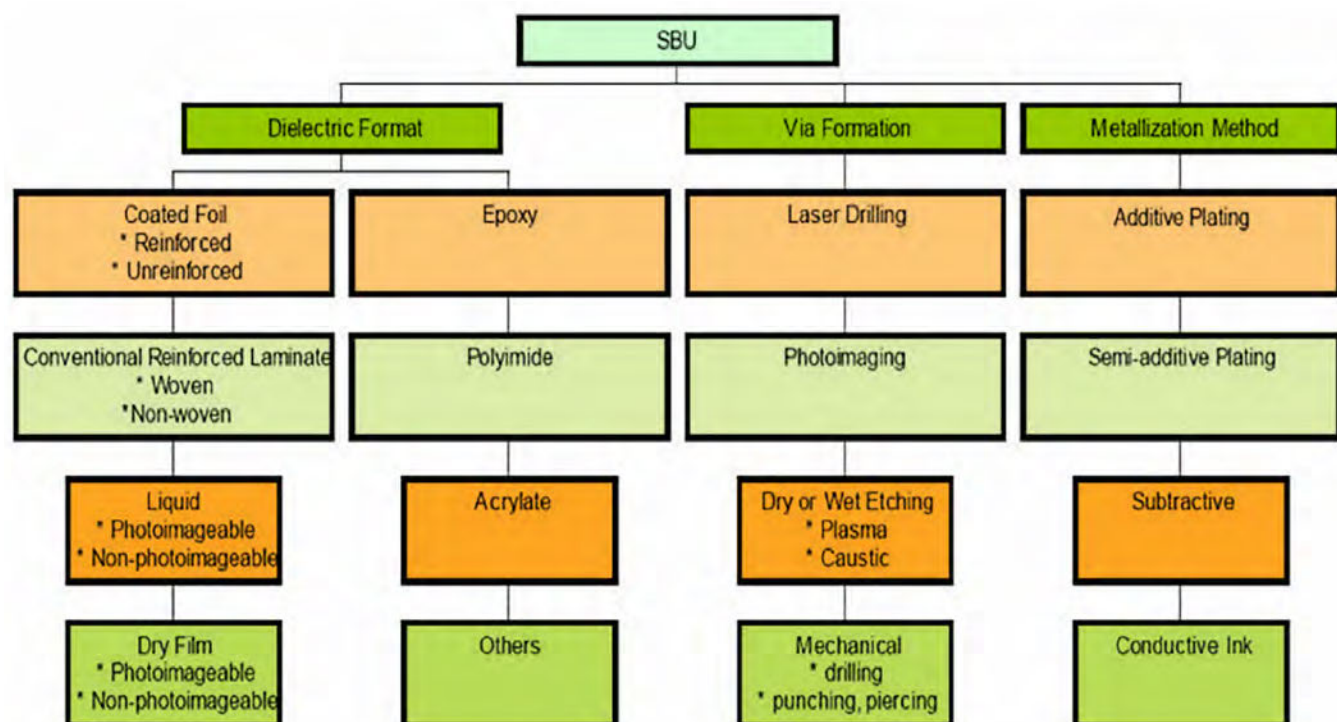 SBU
Dielectric Format
Via Formation
Metallization Method
Coated Foil
* Reinforced
* Unreinforced
Epoxy
Laser Drilling
Additive Plating
Conventional Reinforced Laminate
* Woven
*Non-woven
Polyimide
Photoimaging
Semi-additive Plating
Liquid
* Photoimageable
* Non-photoimageable
Acrylate
Dry or Wet Etching
* Plasma
* Caustic
Subtractive
Dry Film
* Photoimageable
* Non-photoimageable
Others
Mechanical
* drilling
* punching, piercing
Conductive Ink